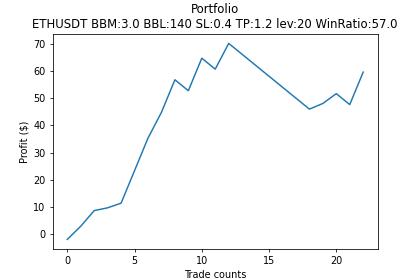 Portfolio
ETHUSDT BBM:3.0 BBL:140 SL:0.4 TP:1.2 lev:20 WinRatio:57.0
70
60
50
40
30
20
10
0
Profit ($)
0 5 10 15 20
Trade counts